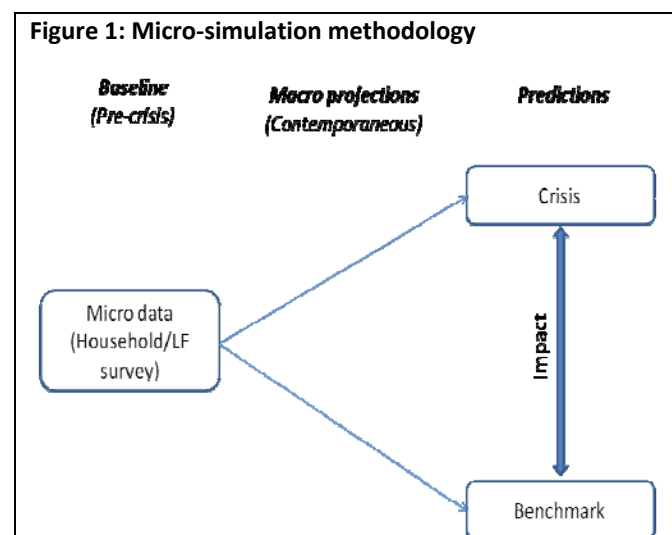 Figure 1: Micro-simulation methodology
Baseline
(Pre-crisis)
Macro projections
(Contemporaneous)
Predictions
Crisis
Micro data
(Household/LF
survey)
Impact
Benchmark